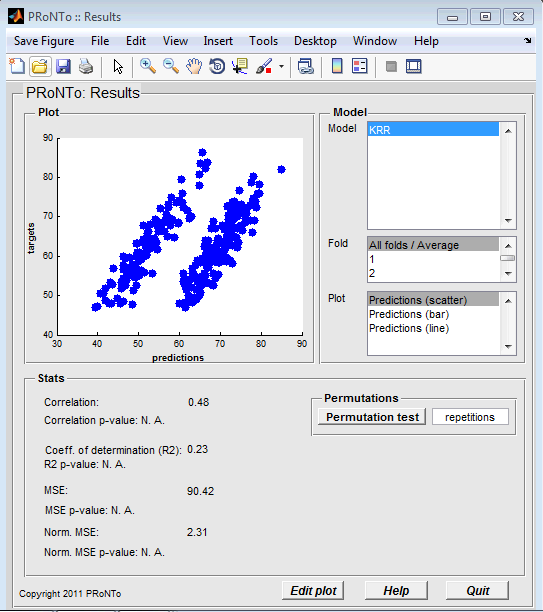 PRoNTo :: Results
Save Figure File Edit View Insert Tools Desktop Window Help
PRoNTo: Results
Plot
90
80
70
60
50
40
targets
30 40 50 60 70 80 90
predictions
Model
Model
KRR
Fold
All folds / Average
1
2
Plot
Predictions (scatter)
Predictions (bar)
Predictions (line)
Stats
Correlation: 0.48
Correlation p-value: N. A.
Coeff. of determination (R2): 0.23
R2 p-value: N. A.
MSE: 90.42
MSE p-value: N. A.
Norm. MSE: 2.31
Norm. MSE p-value: N. A.
Permutations
Permutation test repetitions
Copyright 2011 PRoNTo
Edit plot Help Quit